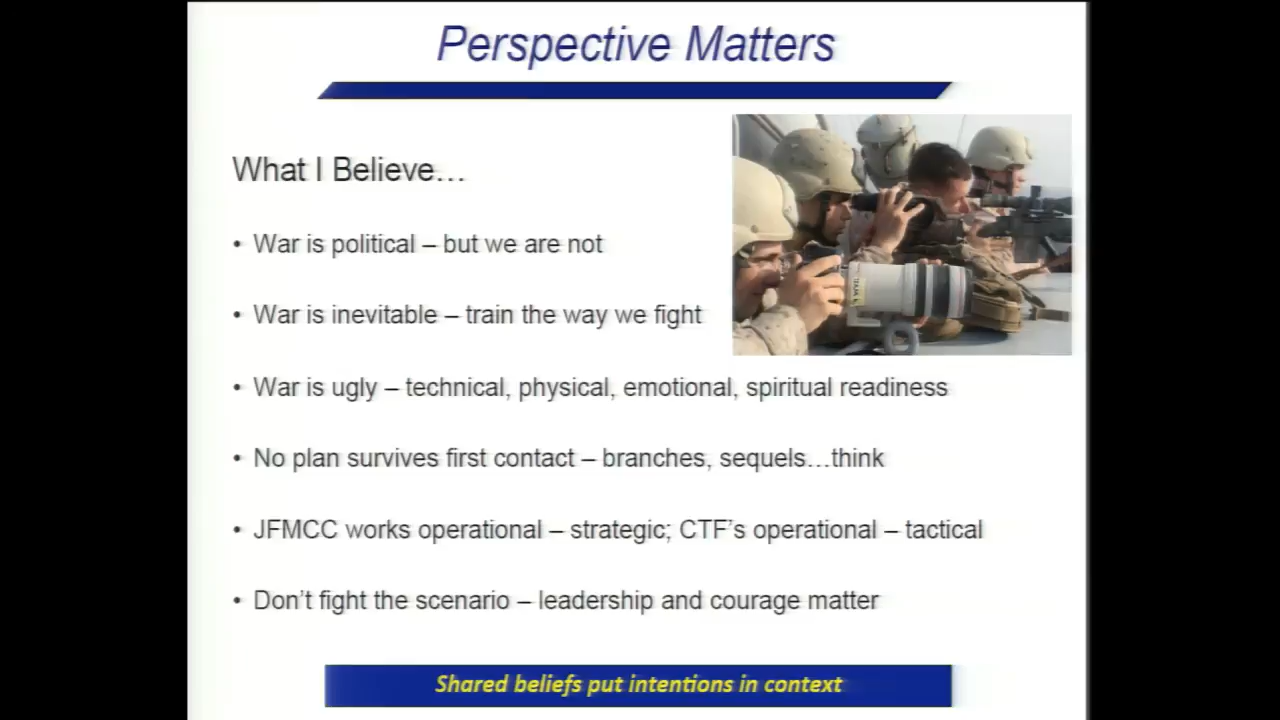 Perspective Matters
What I Believe…
• War is political – but we are not
• War is inevitable – train the way we fight
• War is ugly – technical, physical, emotional, spiritual readiness
• No plan survives first contact – branches, sequels…think
• JFMCC works operational – strategic; CTF’s operational – tactical
• Don’t fight the scenario – leadership and courage matter
Shared beliefs put intentions in context